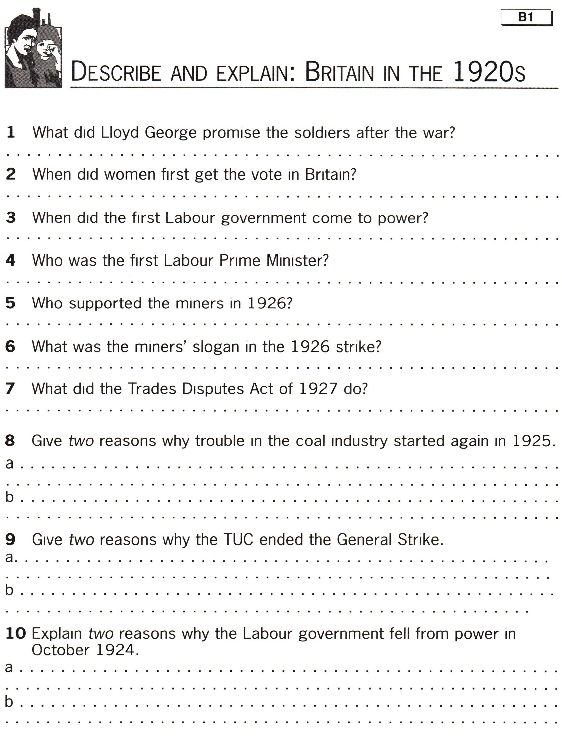 B1
DESCRIBE AND EXPLAIN: BRITAIN IN THE 1920S
1 What did Lloyd George promise the soldiers after the war?
2 When did women first get the vote in Britain?
3 When did the first Labour government come to power?
4 Who was the first Labour Prime Minister?
5 Who supported the miners in 1926?
6 What was the miners' slogan in the 1926 strike?
7 What did the Trades Disputes Act of 1927 do?
8 Give two reasons why trouble in the coal industry started again in 1925.
a
b
9 Give two reasons why the TUC ended the General Strike.
a.
b
10 Explain two reasons why the Labour government fell from power in
October 1924.
a
b